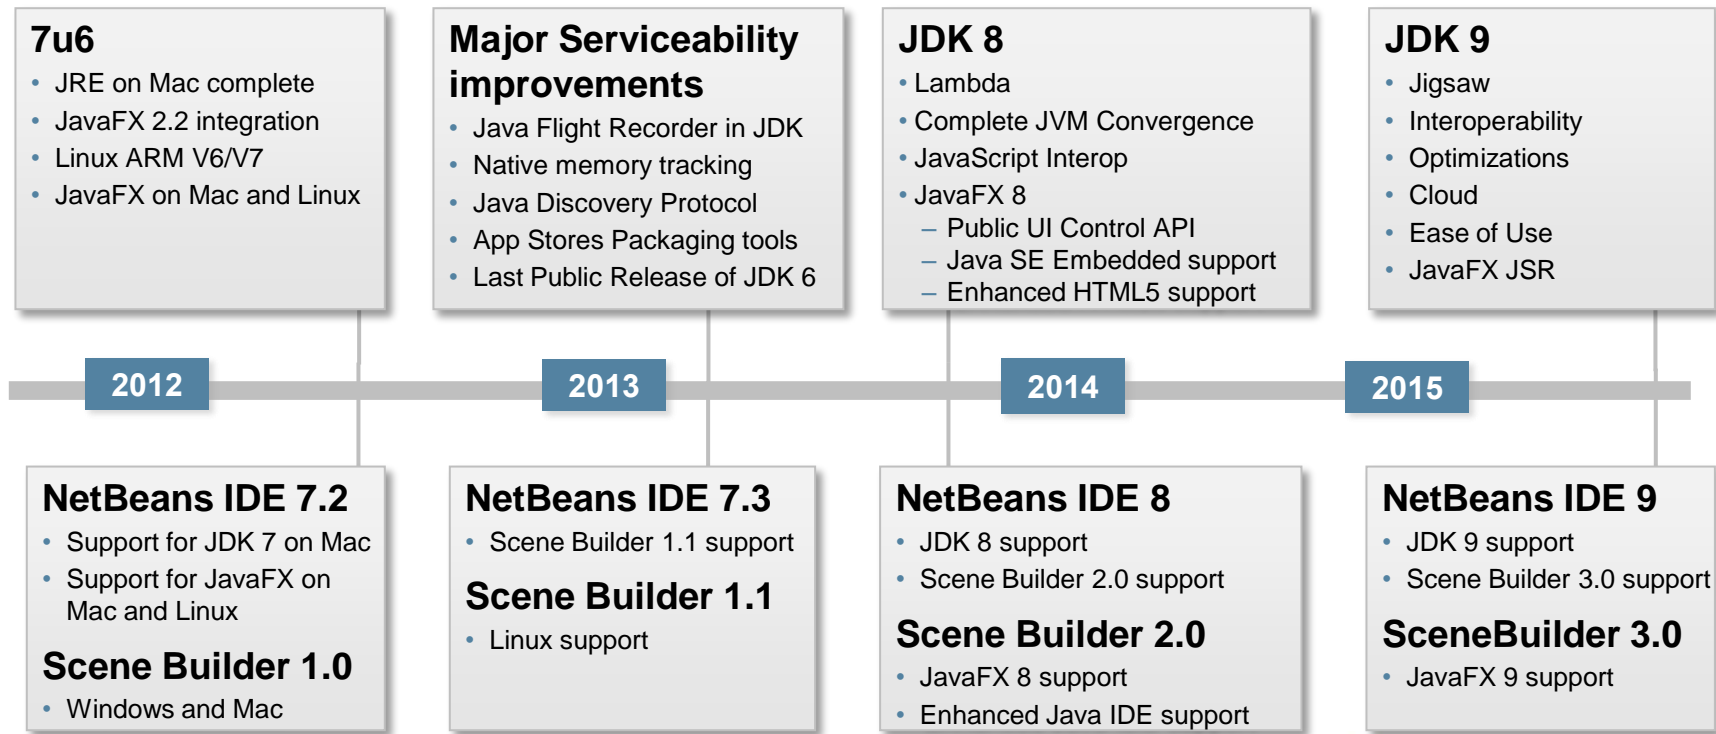 7u6
• JRE on Mac complete
• JavaFX 2.2 integration
• Linux ARM V6/V7
• JavaFX on Mac and Linux
Major Serviceability
improvements
• Java Flight Recorder in JDK
• Native memory tracking
• Java Discovery Protocol
• App Stores Packaging tools
• Last Public Release of JDK 6
JDK 8
• Lambda
• Complete JVM Convergence
• JavaScript Interop
• JavaFX 8
– Public UI Control API
– Java SE Embedded support
– Enhanced HTML5 support
JDK 9
• Jigsaw
• Interoperability
• Optimizations
• Cloud
• Ease of Use
• JavaFX JSR
2012
2013
2014
2015
NetBeans IDE 7.2
• Support for JDK 7 on Mac
• Support for JavaFX on
Mac and Linux
Scene Builder 1.0
• Windows and Mac
NetBeans IDE 7.3
• Scene Builder 1.1 support
Scene Builder 1.1
• Linux support
NetBeans IDE 8
• JDK 8 support
• Scene Builder 2.0 support
Scene Builder 2.0
• JavaFX 8 support
• Enhanced Java IDE support
NetBeans IDE 9
• JDK 9 support
• Scene Builder 3.0 support
SceneBuilder 3.0
• JavaFX 9 support